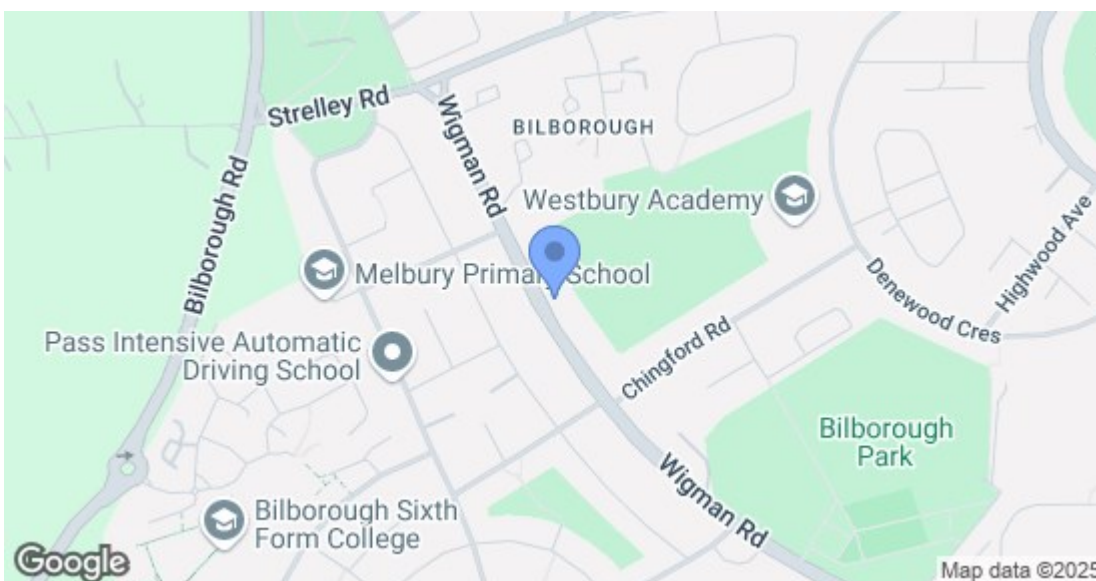 Strelley Rd
Wigman Rd
BILBOROUGH
Bilborough Rd
Westbury Academy
Highwood Ave
Melbury Primary School
Denewood Cres
Pass Intensive Automatic
Driving School
Chingford Rd
Bilborough
Park
Wigman Rd
Bilborough Sixth
Form College
Google
Map data ©2025